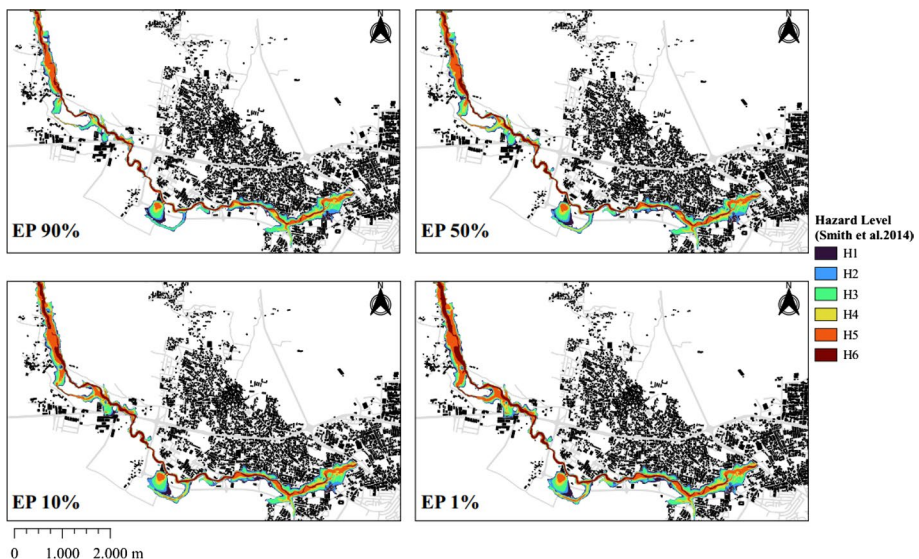 N
N
EP 90%
EP 50%
Hazard Level
(Smith et al.2014)
H1
H2
H3
H4
H5
H6
N
N
EP 10%
EP 1%
0 1.000 2.000 m